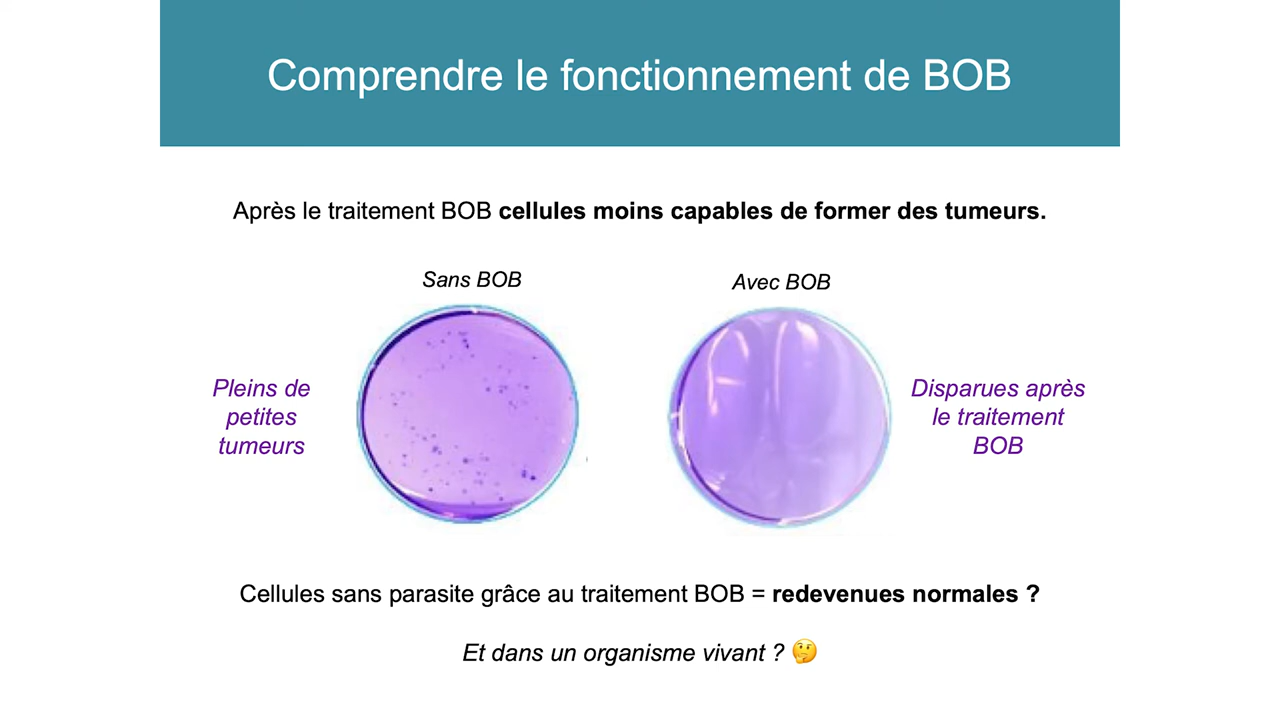 Comprendre le fonctionnement de BOB
Après le traitement BOB cellules moins capables de former des tumeurs.
Sans BOB
Avec BOB
Pleins de
petites
tumeurs
Disparues après
le traitement
BOB
Cellules sans parasite grâce au traitement BOB = redevenues normales ?
Et dans un organisme vivant ? 🤔